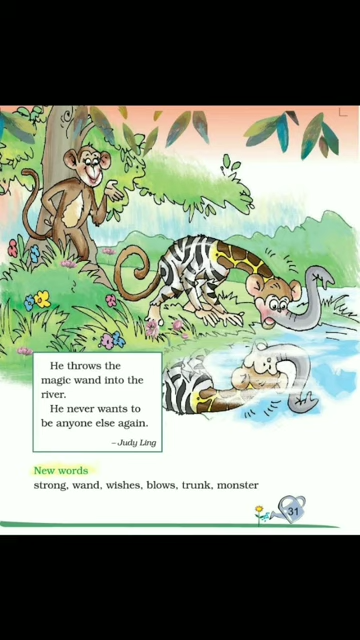 He throws the
magic wand into the
river.
He never wants to
be anyone else again.
– Judy Ling
New words
strong, wand, wishes, blows, trunk, monster
31